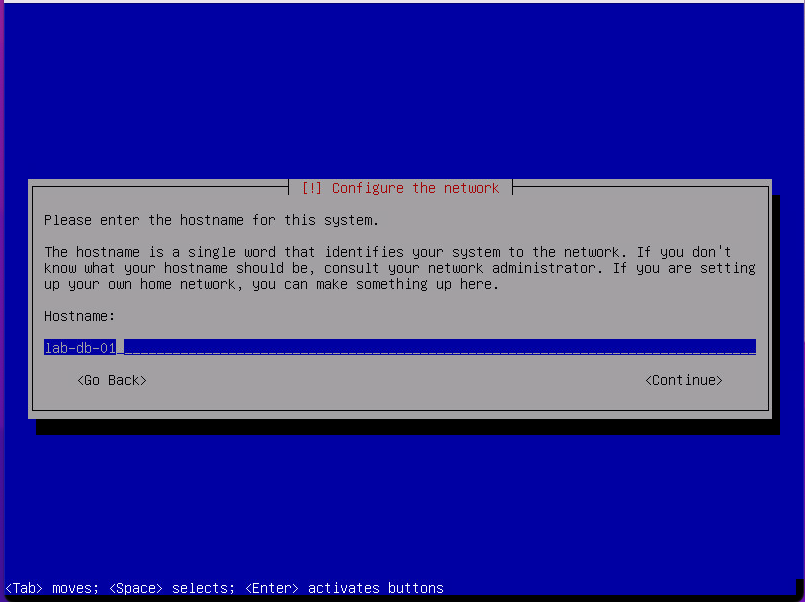 [!] Configure the network
Please enter the hostname for this system.
The hostname is a single word that identifies your system to the network. If you don't
know what your hostname should be, consult your network administrator. If you are setting
up your own home network, you can make something up here.
Hostname:
lab-db-01
<Go Back> <Continue>
<Tab> moves; <Space> selects; <Enter> activates buttons